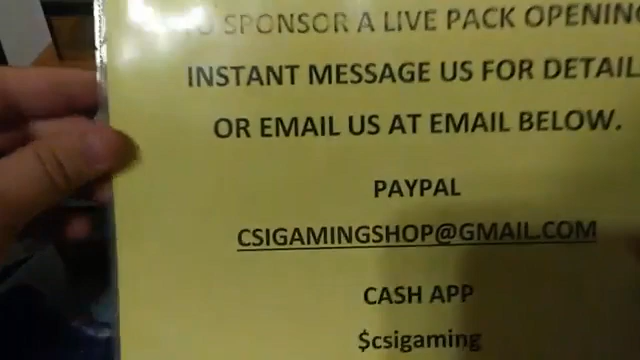 TO SPONSOR A LIVE PACK OPENING
INSTANT MESSAGE US FOR DETAIL
OR EMAIL US AT EMAIL BELOW.
PAYPAL
CSIGAMINGSHOP@GMAIL.COM
CASH APP
$csigaming